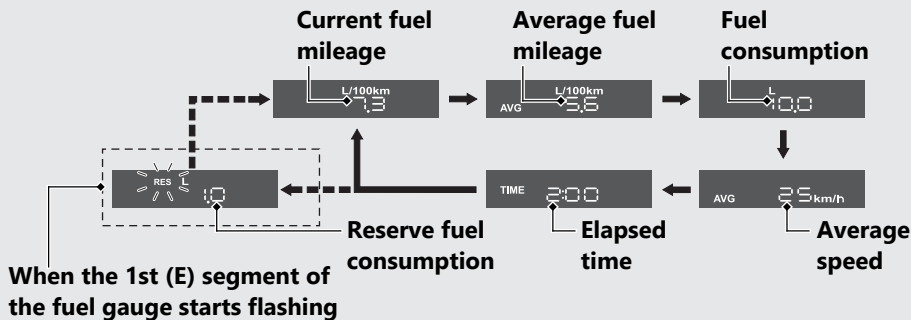 Current fuel
mileage
Average fuel
mileage
Fuel
consumption
L/100km
7.3
L/100km
AVG 5.6
L
10.0
RES L
1.0
TIME 2:00
AVG 25 km/h
Reserve fuel
consumption
Elapsed
time
Average
speed
When the 1st (E) segment of
the fuel gauge starts flashing